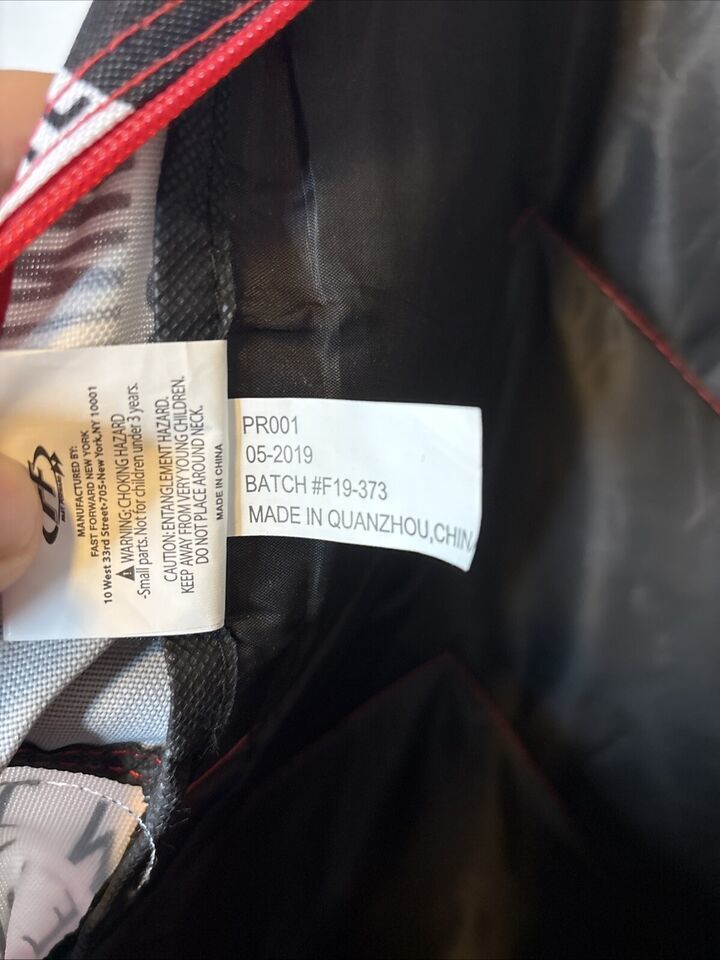 MANUFACTURED BY:
FAST FORWARD NEW YORK
10 West 33rd Street•705•New York,NY 10001
WARNING:CHOKING HAZARD
-Small parts. Not for children under 3 years.
CAUTION:ENTANGLEMENT HAZARD.
KEEP AWAY FROM VERY YOUNG CHILDREN.
DO NOT PLACE AROUND NECK.
MADE IN CHINA
PR001
05-2019
BATCH #F19-373
MADE IN QUANZHOU,CHIN